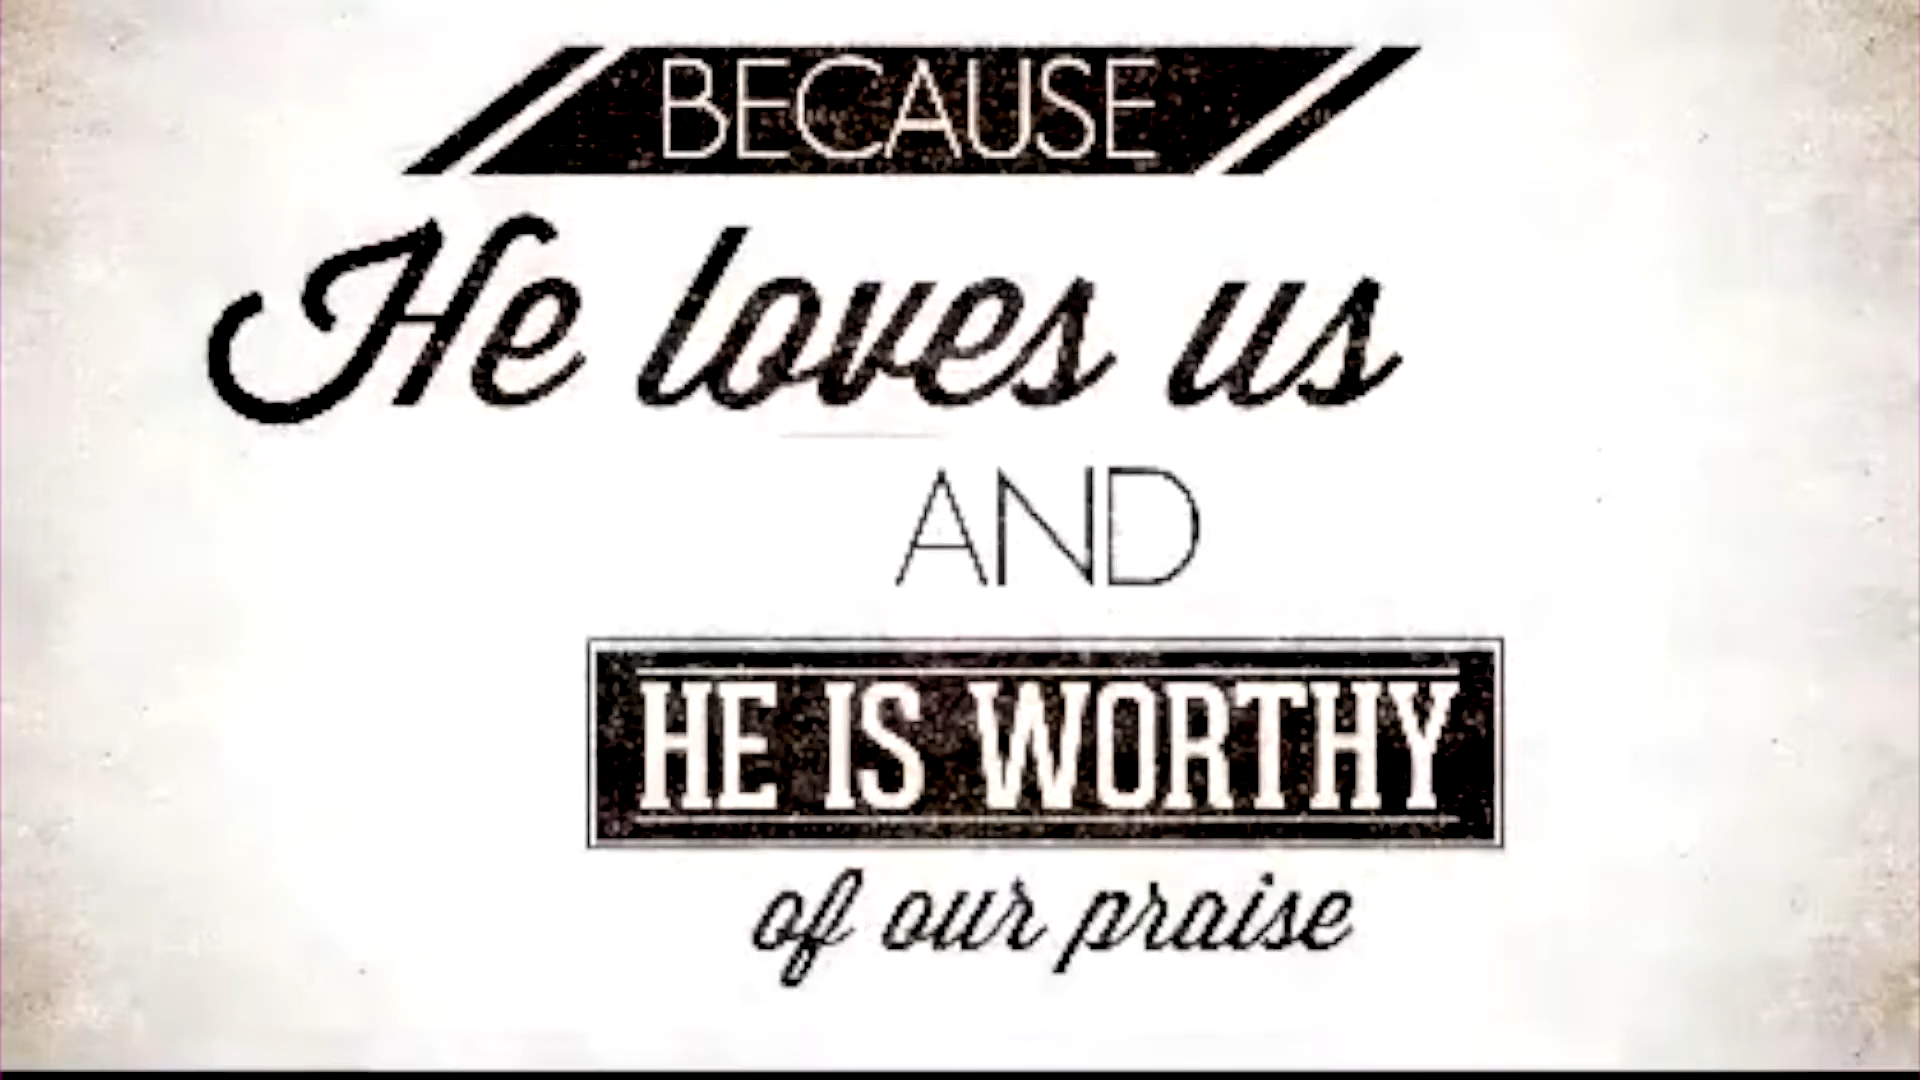 BECAUSE
He loves us
AND
HE IS WORTHY
of our praise